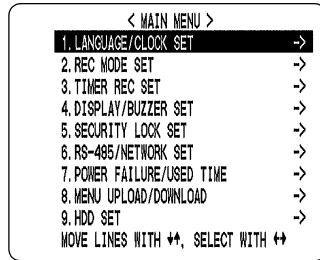 < MAIN MENU >
1. LANGUAGE/CLOCK SET ->
2. REC MODE SET ->
3. TIMER REC SET ->
4. DISPLAY/BUZZER SET ->
5. SECURITY LOCK SET ->
6. RS-485/NETWORK SET ->
7. POWER FAILURE/USED TIME ->
8. MENU UPLOAD/DOWNLOAD ->
9. HDD SET ->
MOVE LINES WITH ↓↑, SELECT WITH ←→